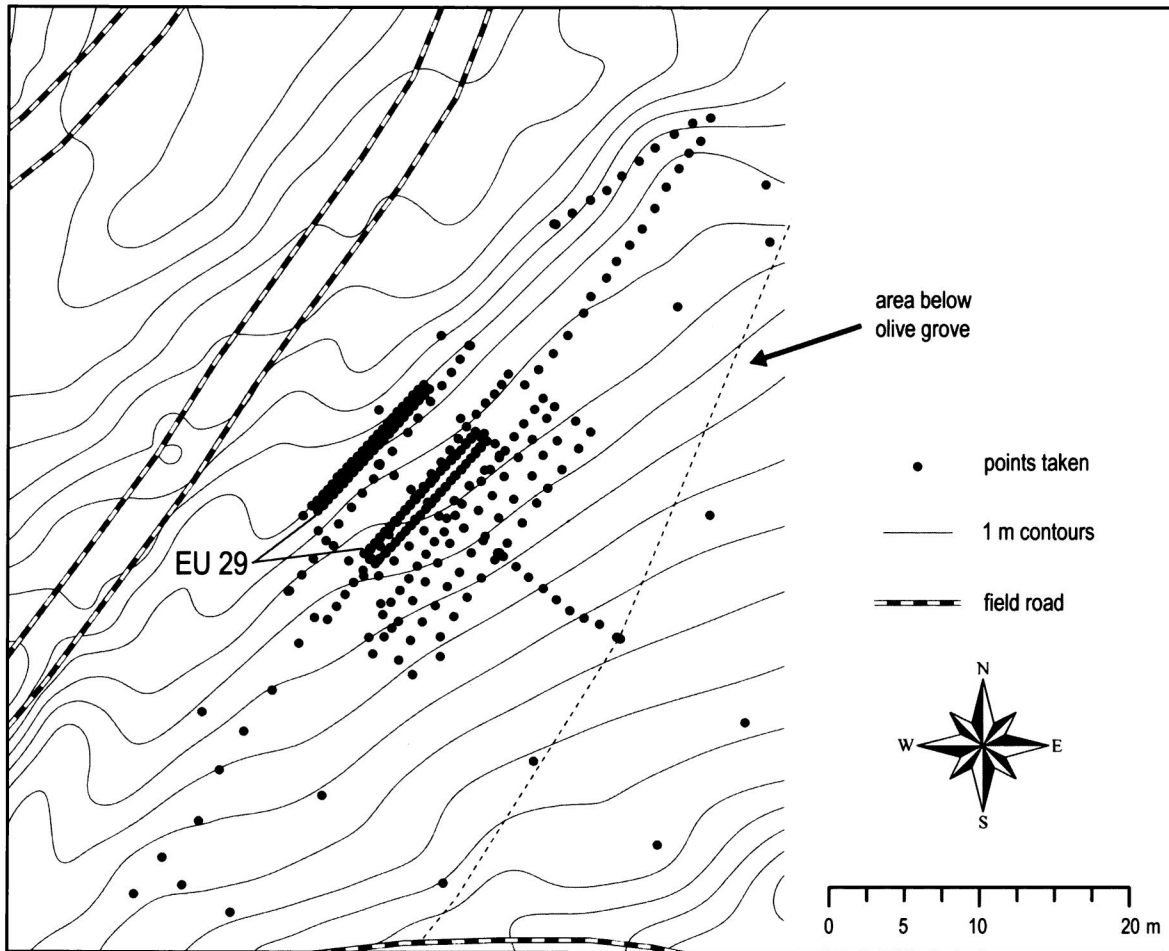 area below
olive grove
points taken
1 m contours
EU 29
field road
N
W E
S
0 5 10 20 m